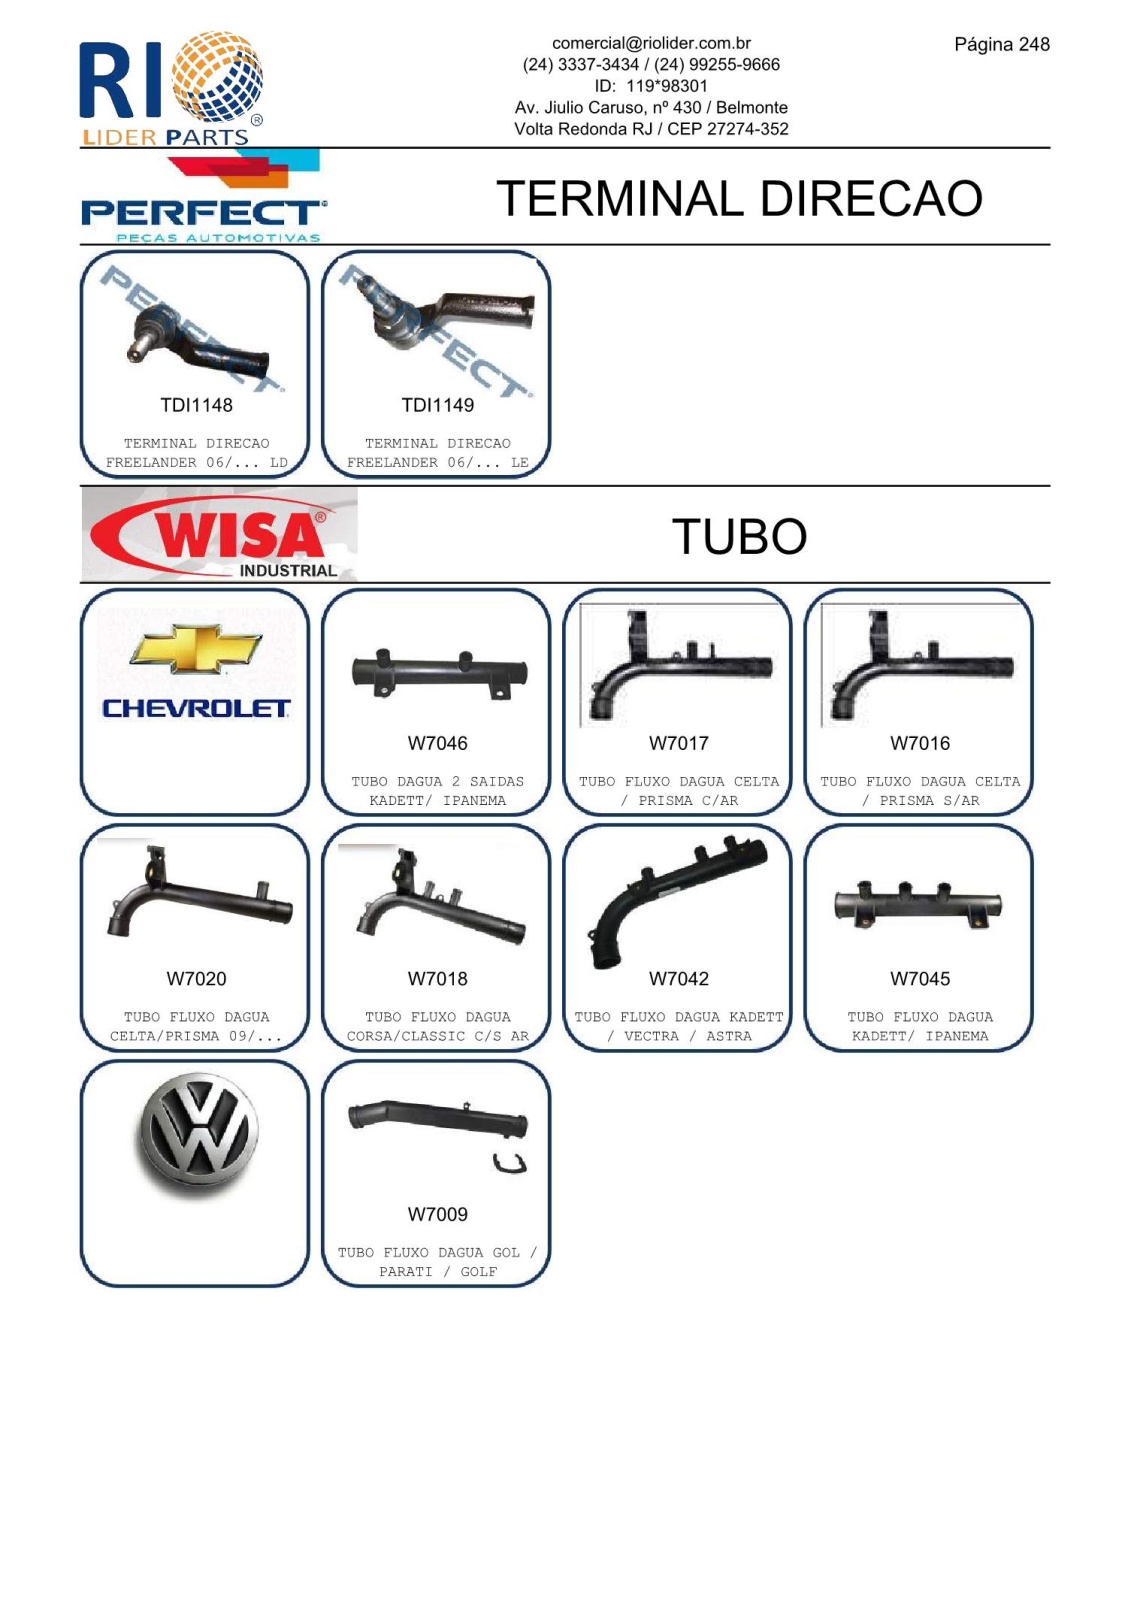 RIO
®
LIDER PARTS
comercial@riolider.com.br
(24) 3337-3434 / (24) 99255-9666
ID:  119*98301
Av. Jiulio Caruso, nº 430 / Belmonte
Volta Redonda RJ / CEP 27274-352
Página 248
PERFECT
PEÇAS AUTOMOTIVAS
TERMINAL DIRECAO
PERFECT
TDI1148
TERMINAL DIRECAO
FREELANDER 06/... LD
PERFECT
TDI1149
TERMINAL DIRECAO
FREELANDER 06/... LE
WISA®
INDUSTRIAL
TUBO
CHEVROLET
W7046
TUBO DAGUA 2 SAIDAS
KADETT/ IPANEMA
W7017
TUBO FLUXO DAGUA CELTA
/ PRISMA C/AR
W7016
TUBO FLUXO DAGUA CELTA
/ PRISMA S/AR
W7020
TUBO FLUXO DAGUA
CELTA/PRISMA 09/...
W7018
TUBO FLUXO DAGUA
CORSA/CLASSIC C/S AR
W7042
TUBO FLUXO DAGUA KADETT
/ VECTRA / ASTRA
W7045
TUBO FLUXO DAGUA
KADETT/ IPANEMA
VW
W7009
TUBO FLUXO DAGUA GOL /
PARATI / GOLF